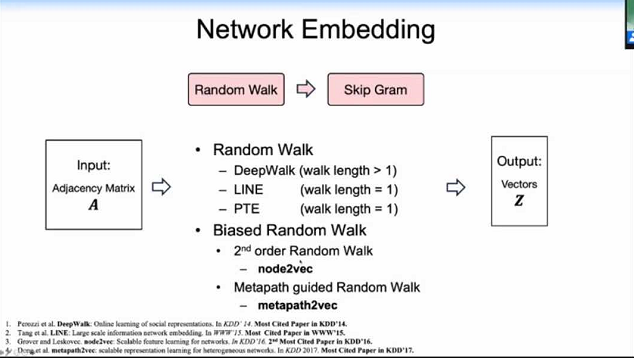 Network Embedding
Random Walk
Skip Gram
Input:
Adjacency Matrix
A
• Random Walk
– DeepWalk (walk length > 1)
– LINE (walk length = 1)
– PTE (walk length = 1)
• Biased Random Walk
• 2nd order Random Walk
– node2vec
• Metapath guided Random Walk
– metapath2vec
Output:
Vectors
Z
1. Perozzi et al. DeepWalk: Online learning of social representations. In KDD' 14. Most Cited Paper in KDD'14.
2. Tang et al. LINE: Large scale information network embedding. In WWW'15. Most Cited Paper in WWW'15.
3. Grover and Leskovec. node2vec: Scalable feature learning for networks. In KDD'16. 2nd Most Cited Paper in KDD'16.
4. Dong et al. metapath2vec: scalable representation learning for heterogeneous networks. In KDD 2017. Most Cited Paper in KDD'17.